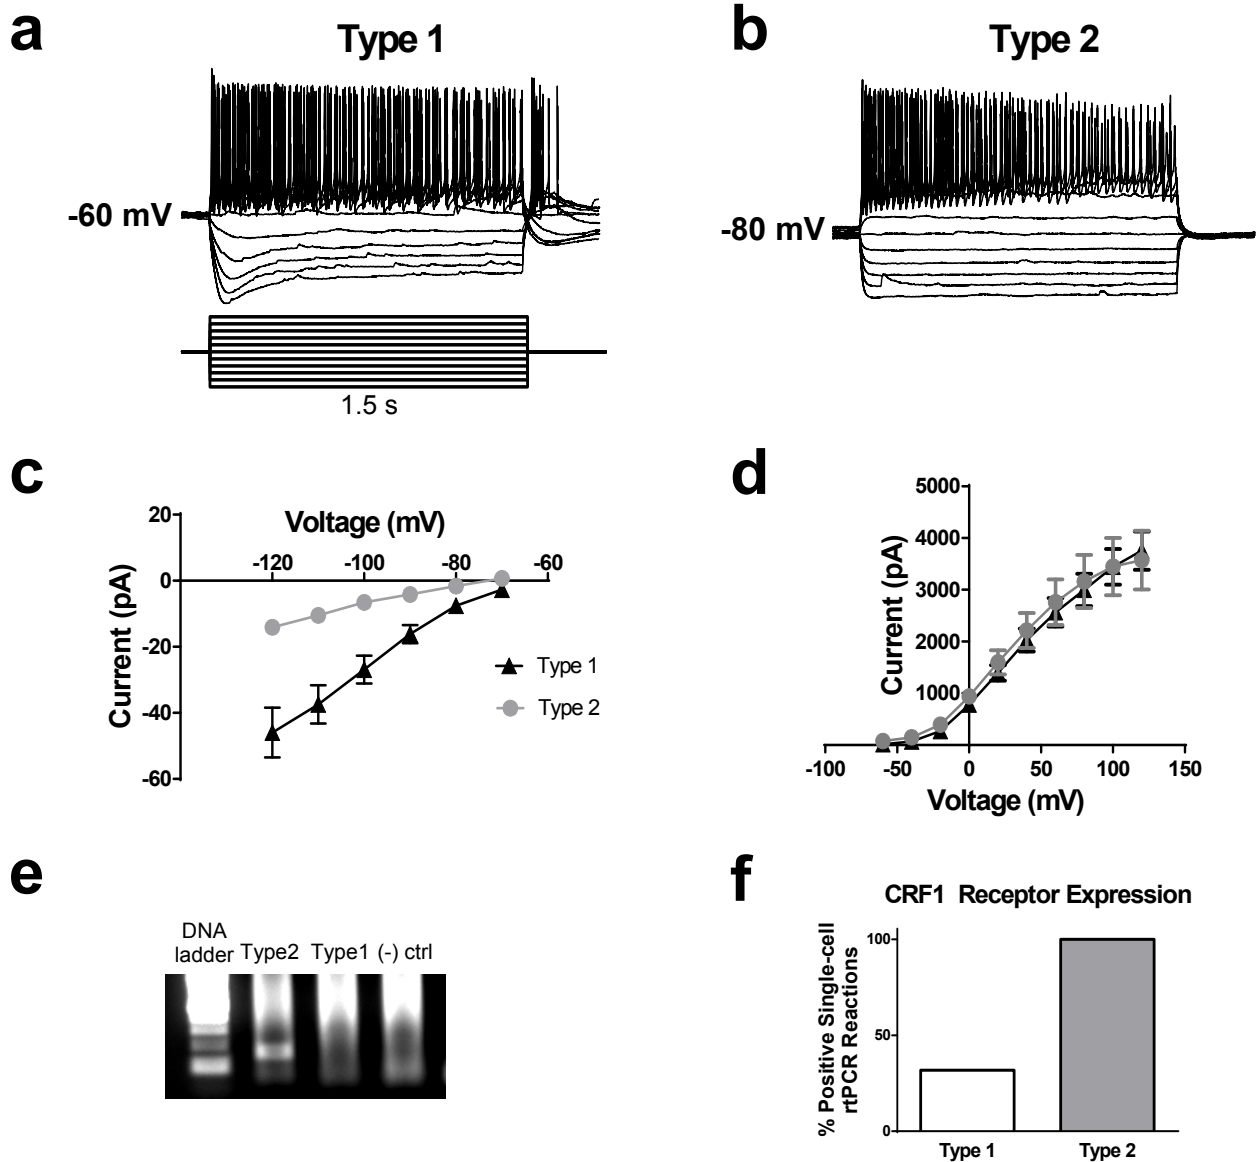 a
Type 1
-60 mV
1.5 s
b
Type 2
-80 mV
c
Voltage (mV)
Current (pA)
20
0
-20
-40
-60
-120
-100
-80
-60
Type 1
Type 2
d
Current (pA)
5000
4000
3000
2000
1000
-100
-50
0
50
100
150
Voltage (mV)
e
DNA
ladder
Type2
Type1
(-) ctrl
f
CRF1 Receptor Expression
% Positive Single-cell
rtPCR Reactions
100
50
0
Type 1
Type 2